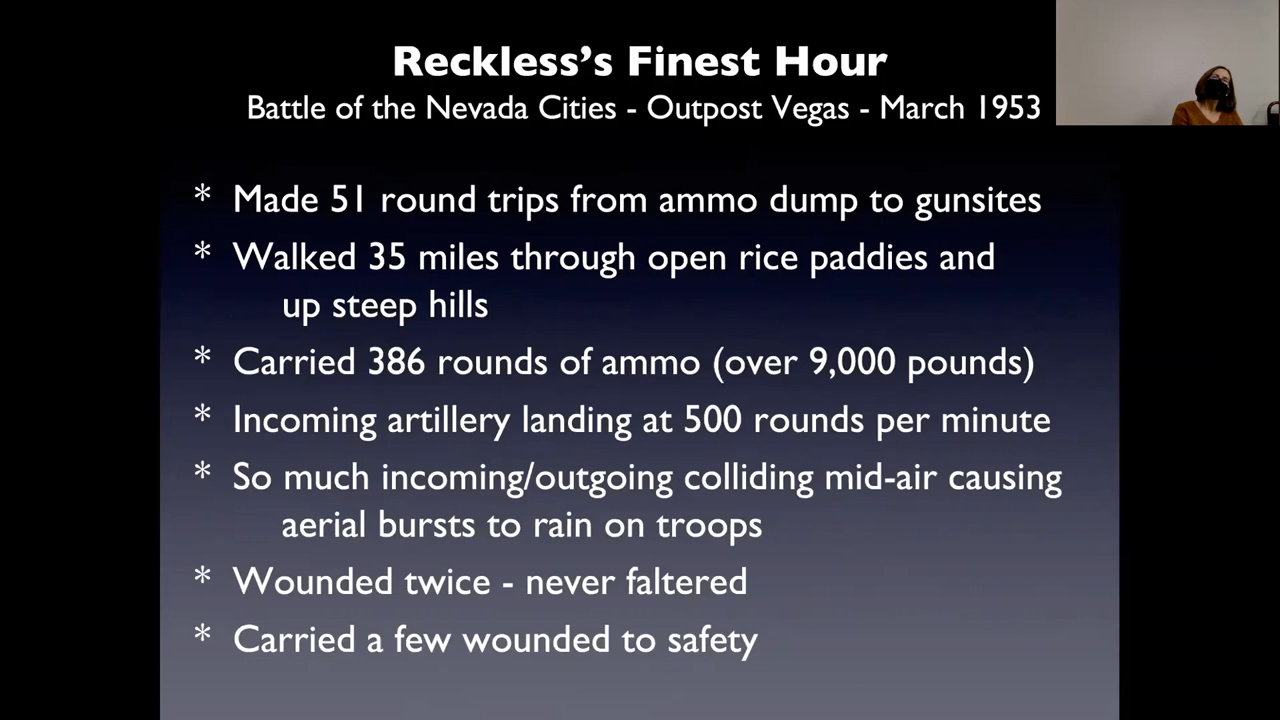 Reckless's Finest Hour
Battle of the Nevada Cities - Outpost Vegas - March 1953
* Made 51 round trips from ammo dump to gunsites
* Walked 35 miles through open rice paddies and
up steep hills
* Carried 386 rounds of ammo (over 9,000 pounds)
* Incoming artillery landing at 500 rounds per minute
* So much incoming/outgoing colliding mid-air causing
aerial bursts to rain on troops
* Wounded twice - never faltered
* Carried a few wounded to safety